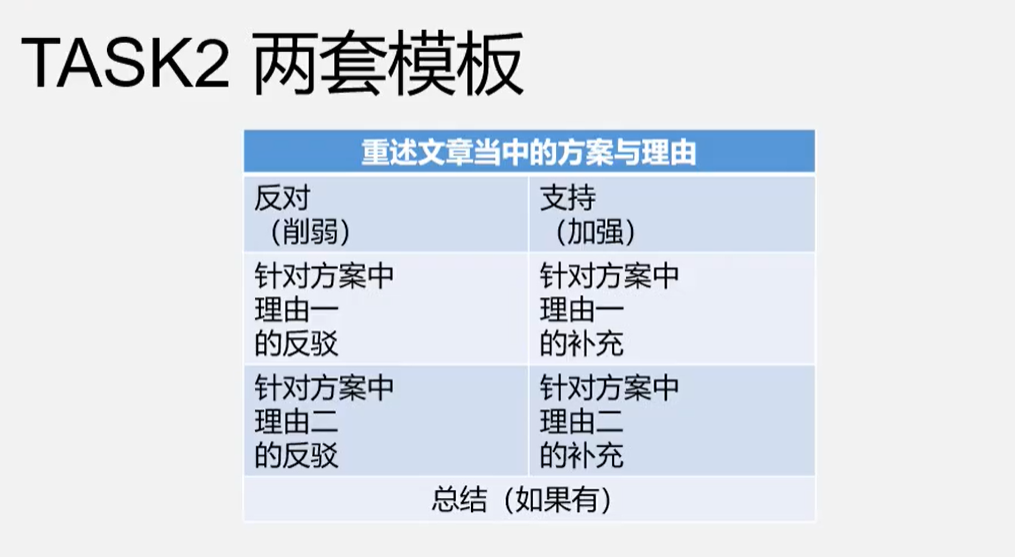 TASK2 两套模板
重述文章当中的方案与理由
反对
（削弱）
支持
（加强）
针对方案中
理由一
的反驳
针对方案中
理由一
的补充
针对方案中
理由二
的反驳
针对方案中
理由二
的补充
总结（如果有）